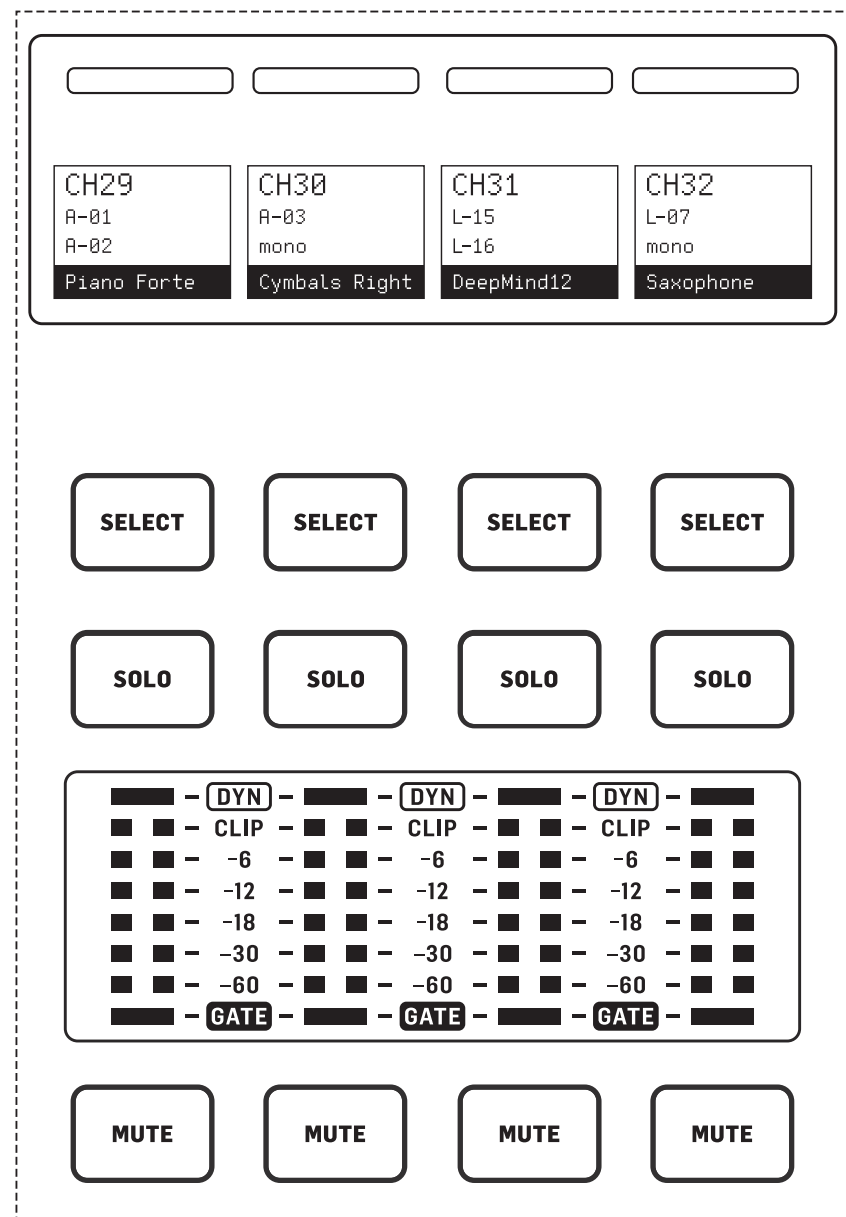 CH29 CH30 CH31 CH32
A-01 A-03 L-15 L-07
A-02 mono L-16 mono
Piano Forte Cymbals Right DeepMind12 Saxophone
SELECT SELECT SELECT SELECT
SOLO SOLO SOLO SOLO
DYN DYN DYN
CLIP CLIP CLIP
-6 -6 -6
-12 -12 -12
-18 -18 -18
-30 -30 -30
-60 -60 -60
GATE GATE GATE
MUTE MUTE MUTE MUTE